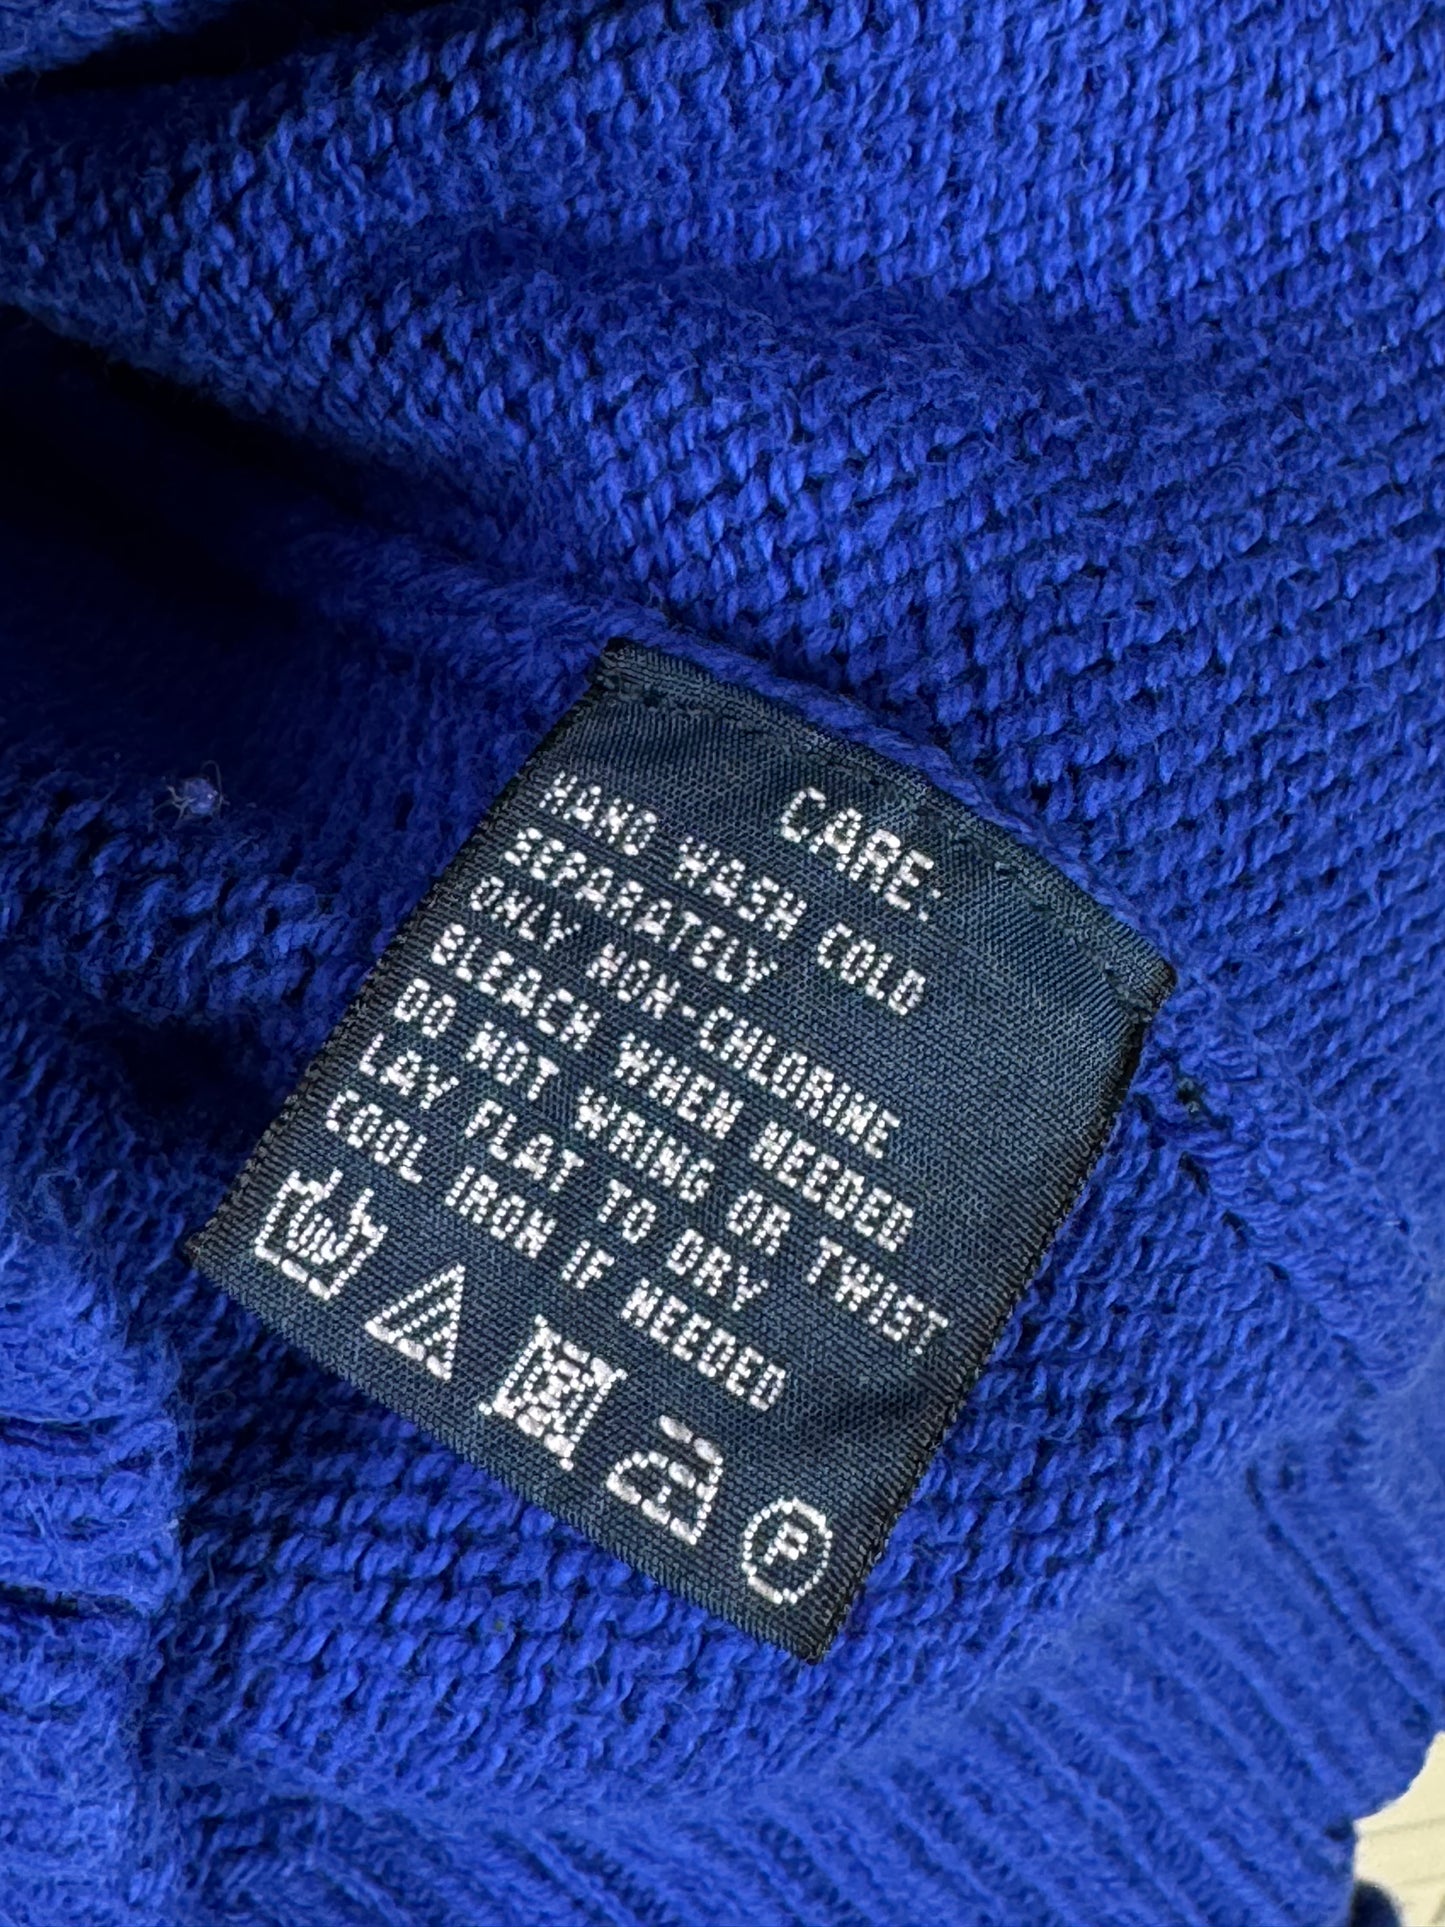 CARE:
HAND WASH COLD
SEPARATELY
ONLY NON-CHLORINE
BLEACH WHEN NEEDED
DO NOT WRING OR TWIST
LAY FLAT TO DRY
COOL IRON IF NEEDED
P